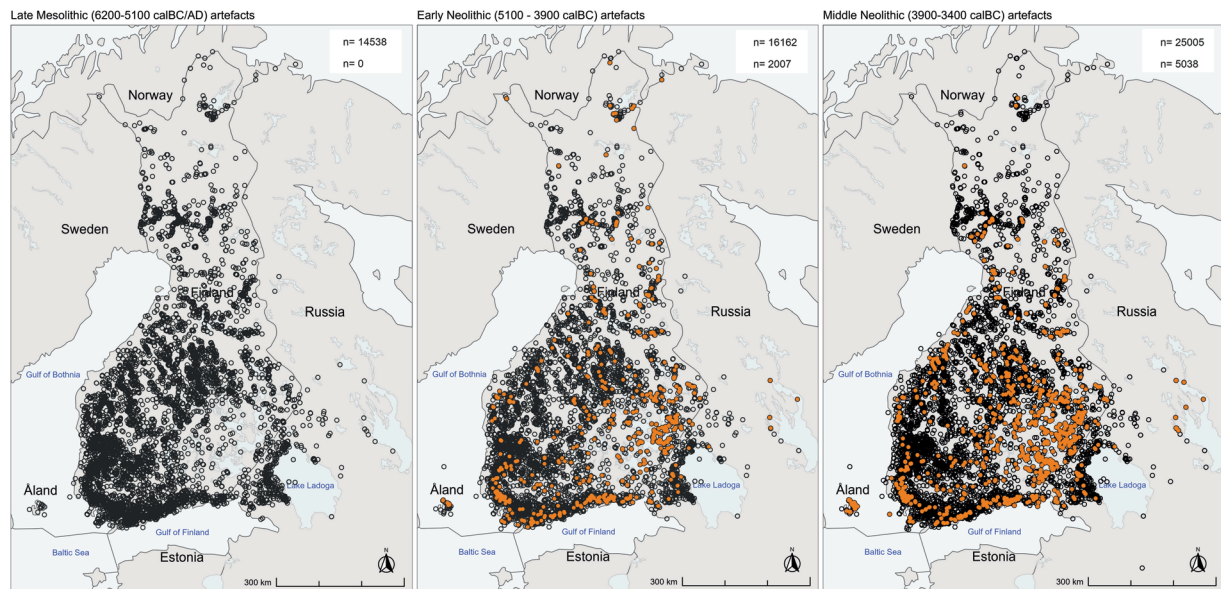 Late Mesolithic (6200-5100 calBC/AD) artefacts
n= 14538
n= 0
Norway
Sweden
Finland
Russia
Gulf of Bothnia
Åland
Lake Ladoga
Gulf of Finland
Baltic Sea
Estonia
N
300 km
Early Neolithic (5100 - 3900 calBC) artefacts
n= 16162
n= 2007
Norway
Sweden
Finland
Russia
Gulf of Bothnia
Åland
Lake Ladoga
Gulf of Finland
Baltic Sea
Estonia
N
300 km
Middle Neolithic (3900-3400 calBC) artefacts
n= 25005
n= 5038
Norway
Sweden
Finland
Russia
Gulf of Bothnia
Åland
Lake Ladoga
Gulf of Finland
Baltic Sea
Estonia
N
300 km